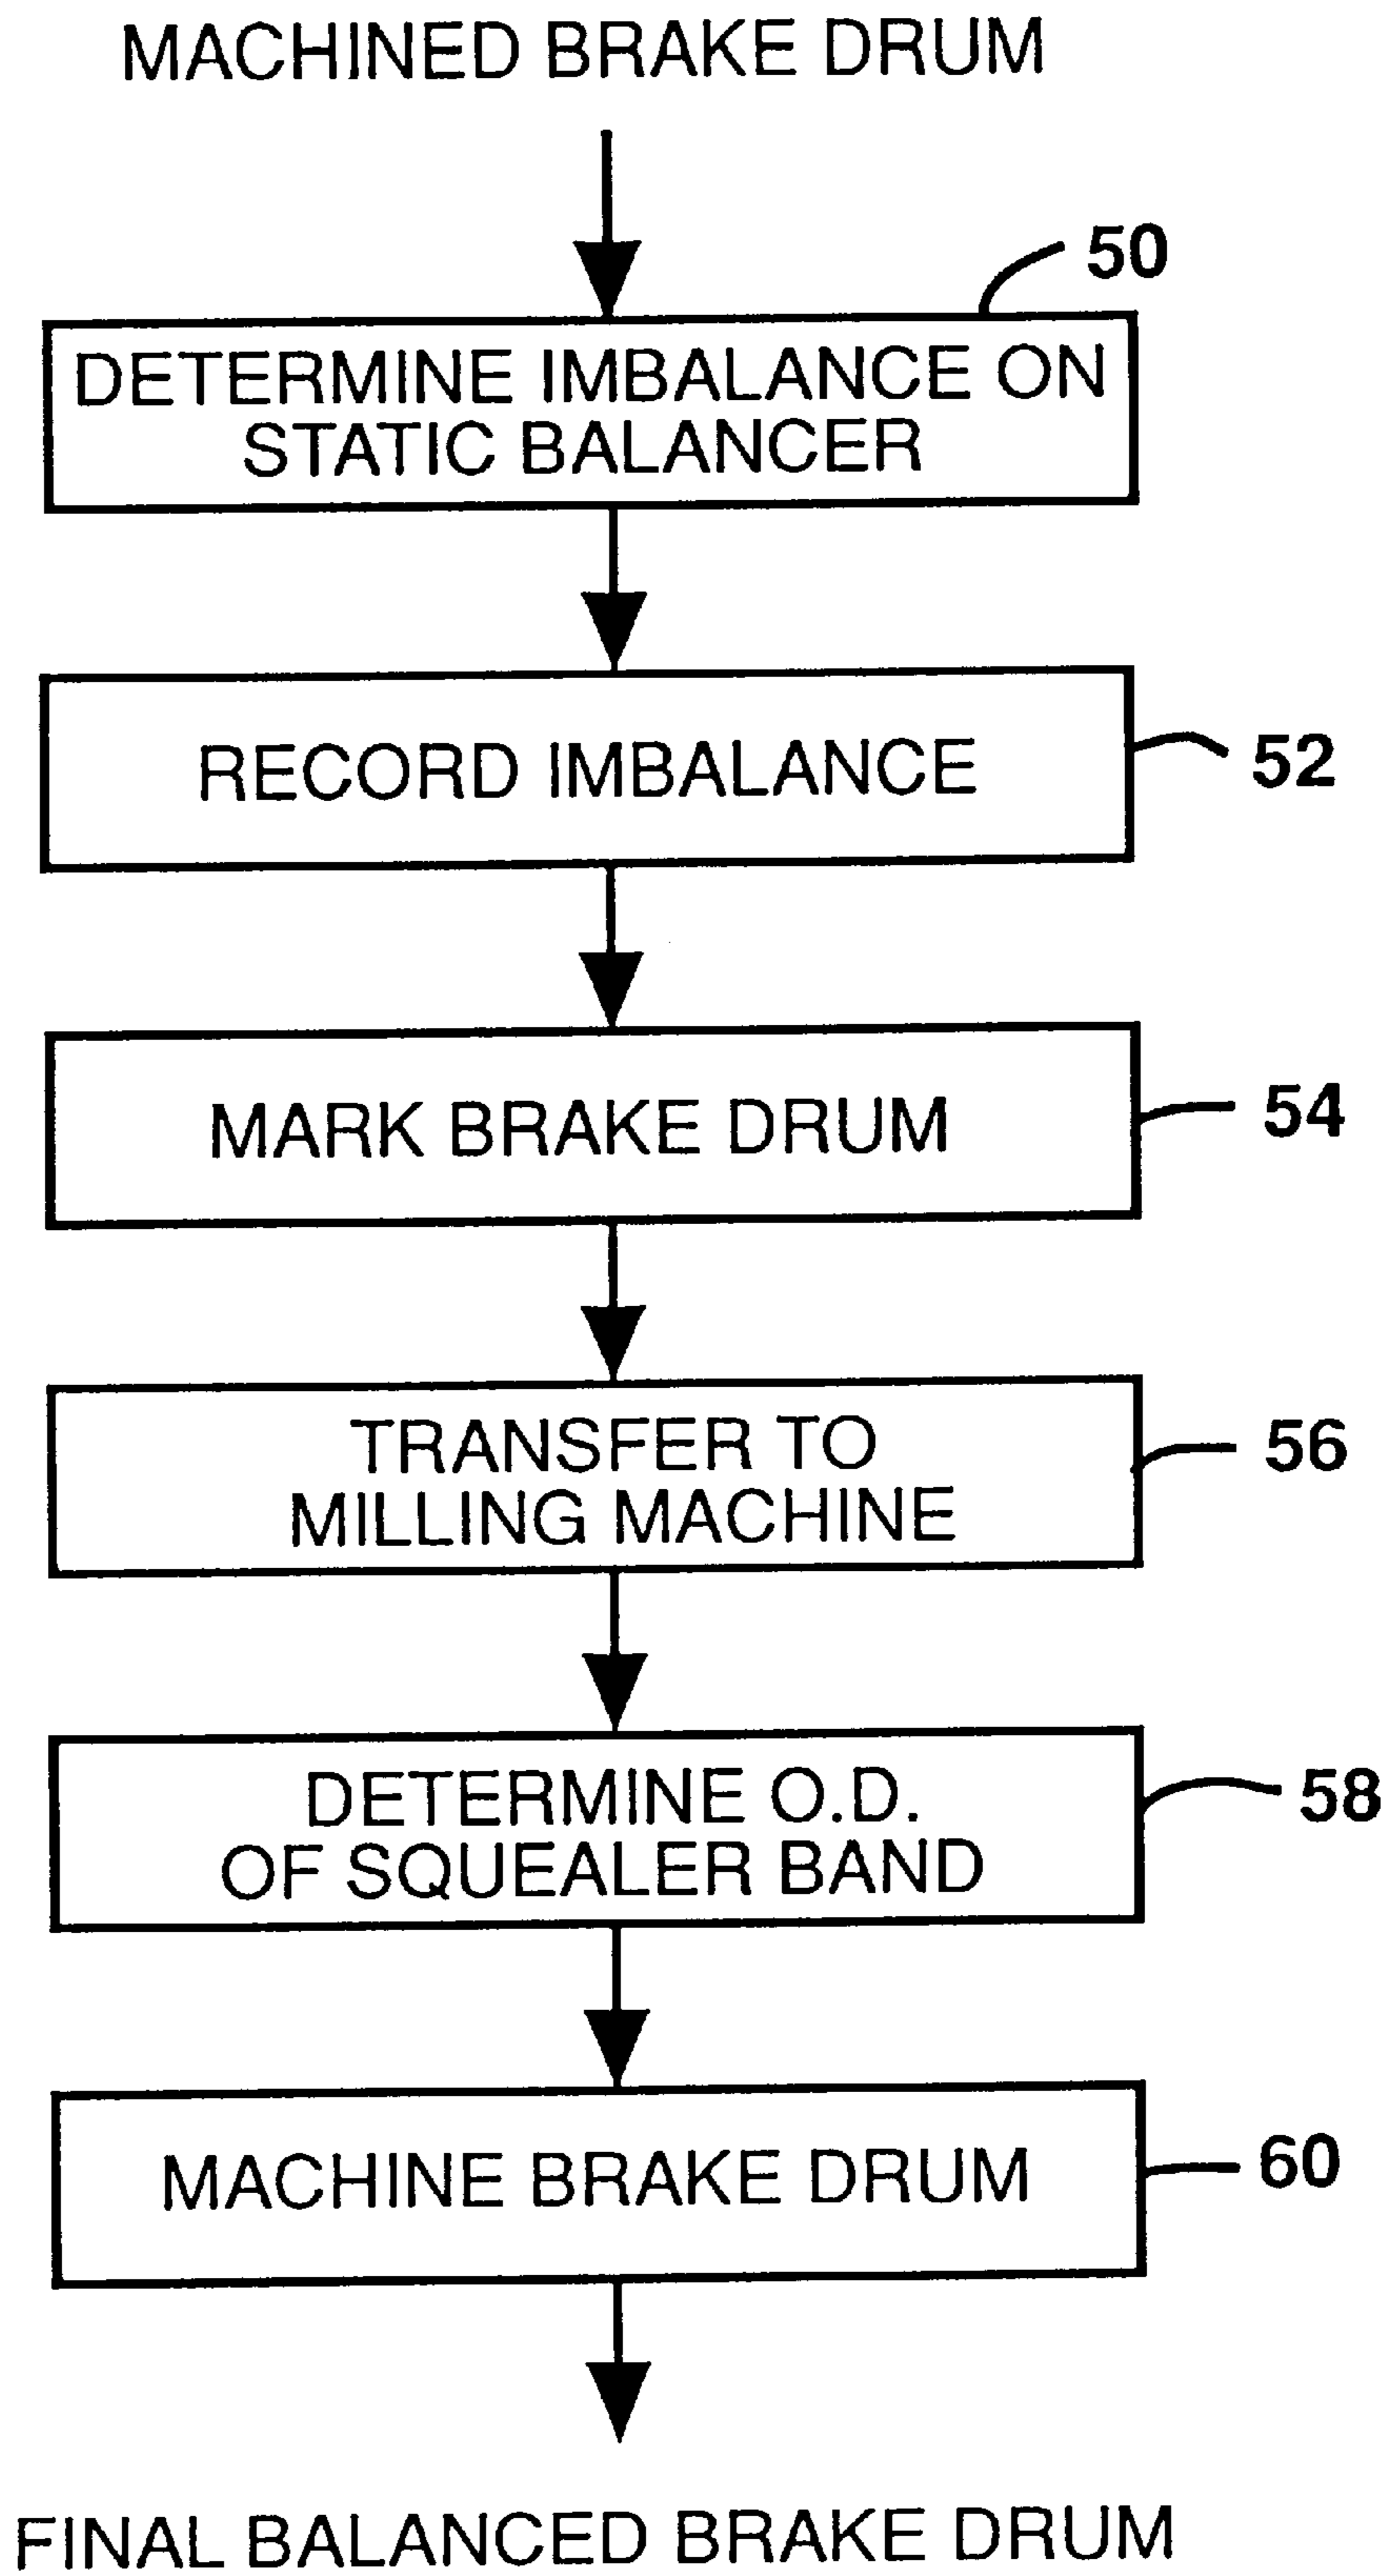 MACHINED BRAKE DRUM
50
DETERMINE IMBALANCE ON
STATIC BALANCER
RECORD IMBALANCE
52
MARK BRAKE DRUM
54
TRANSFER TO
MILLING MACHINE
56
DETERMINE O.D.
OF SQUEALER BAND
58
MACHINE BRAKE DRUM
60
FINAL BALANCED BRAKE DRUM